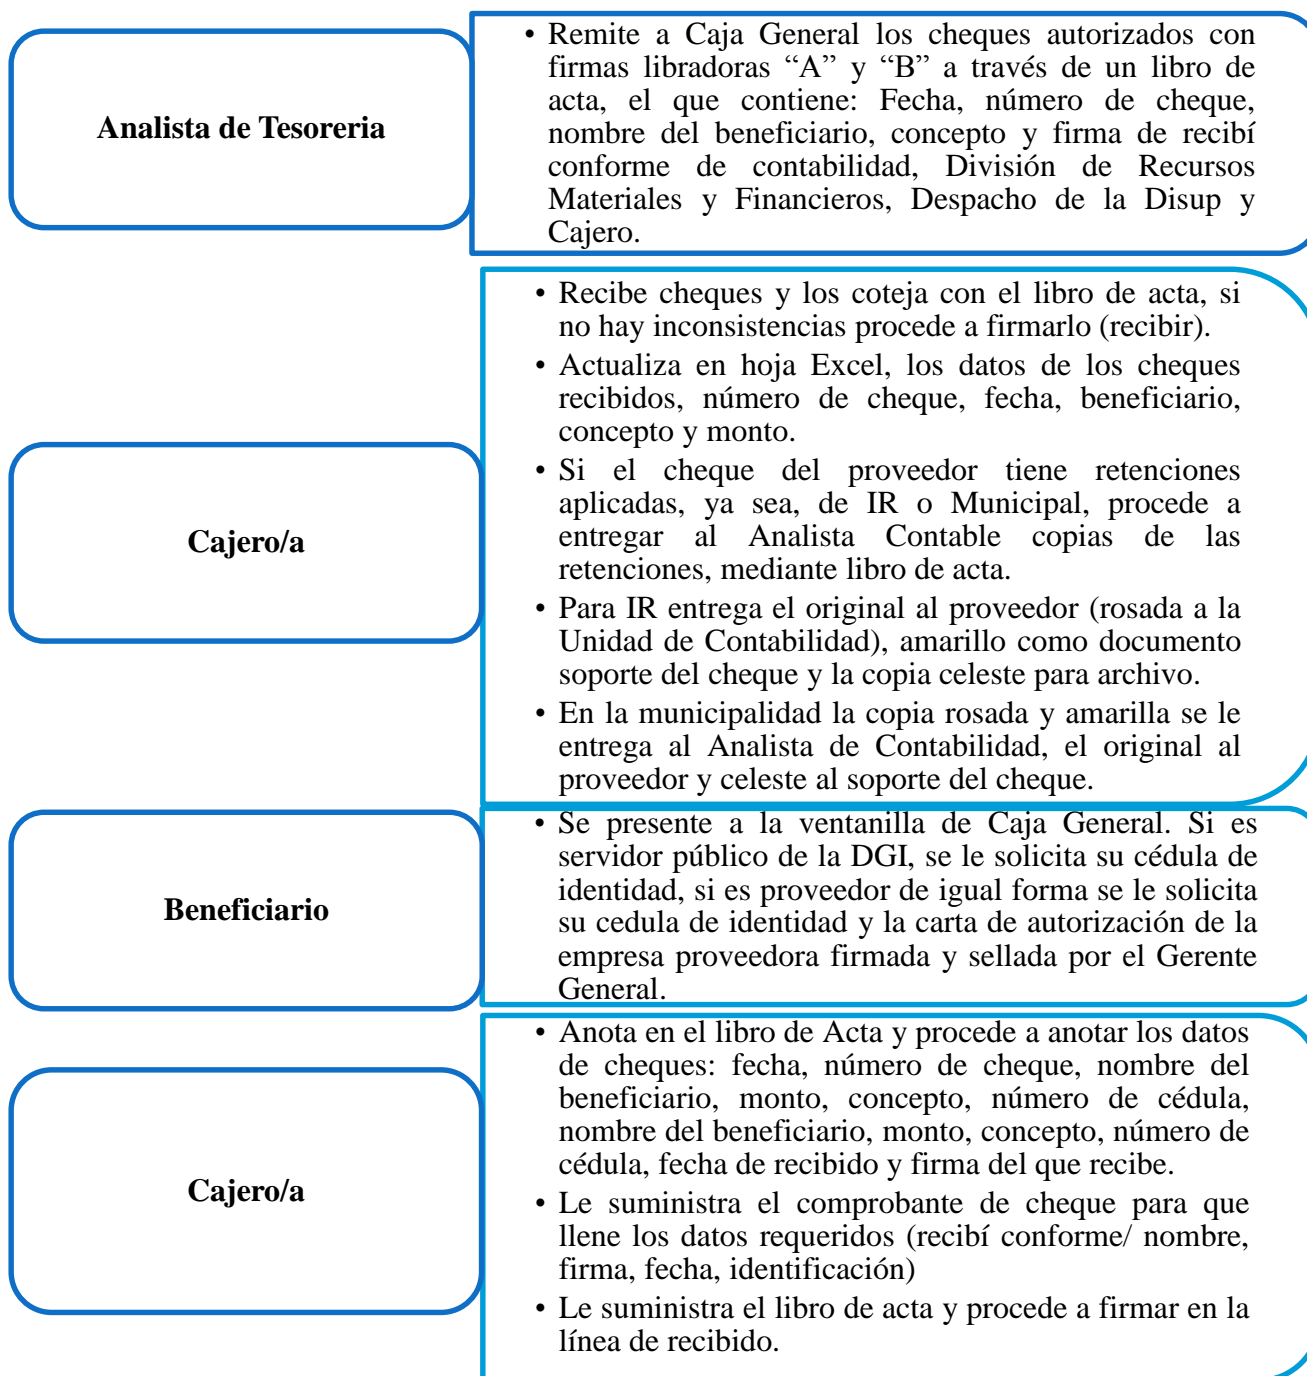 Analista de Tesoreria
• Remite a Caja General los cheques autorizados con
firmas libradoras “A” y “B” a través de un libro de
acta, el que contiene: Fecha, número de cheque,
nombre del beneficiario, concepto y firma de recibí
conforme de contabilidad, División de Recursos
Materiales y Financieros, Despacho de la Disup y
Cajero.
Cajero/a
• Recibe cheques y los coteja con el libro de acta, si
no hay inconsistencias procede a firmarlo (recibir).
• Actualiza en hoja Excel, los datos de los cheques
recibidos, número de cheque, fecha, beneficiario,
concepto y monto.
• Si el cheque del proveedor tiene retenciones
aplicadas, ya sea, de IR o Municipal, procede a
entregar al Analista Contable copias de las
retenciones, mediante libro de acta.
• Para IR entrega el original al proveedor (rosada a la
Unidad de Contabilidad), amarillo como documento
soporte del cheque y la copia celeste para archivo.
• En la municipalidad la copia rosada y amarilla se le
entrega al Analista de Contabilidad, el original al
proveedor y celeste al soporte del cheque.
Beneficiario
• Se presente a la ventanilla de Caja General. Si es
servidor público de la DGI, se le solicita su cédula de
identidad, si es proveedor de igual forma se le solicita
su cedula de identidad y la carta de autorización de la
empresa proveedora firmada y sellada por el Gerente
General.
Cajero/a
• Anota en el libro de Acta y procede a anotar los datos
de cheques: fecha, número de cheque, nombre del
beneficiario, monto, concepto, número de cédula,
nombre del beneficiario, monto, concepto, número de
cédula, fecha de recibido y firma del que recibe.
• Le suministra el comprobante de cheque para que
llene los datos requeridos (recibí conforme/ nombre,
firma, fecha, identificación)
• Le suministra el libro de acta y procede a firmar en la
línea de recibido.